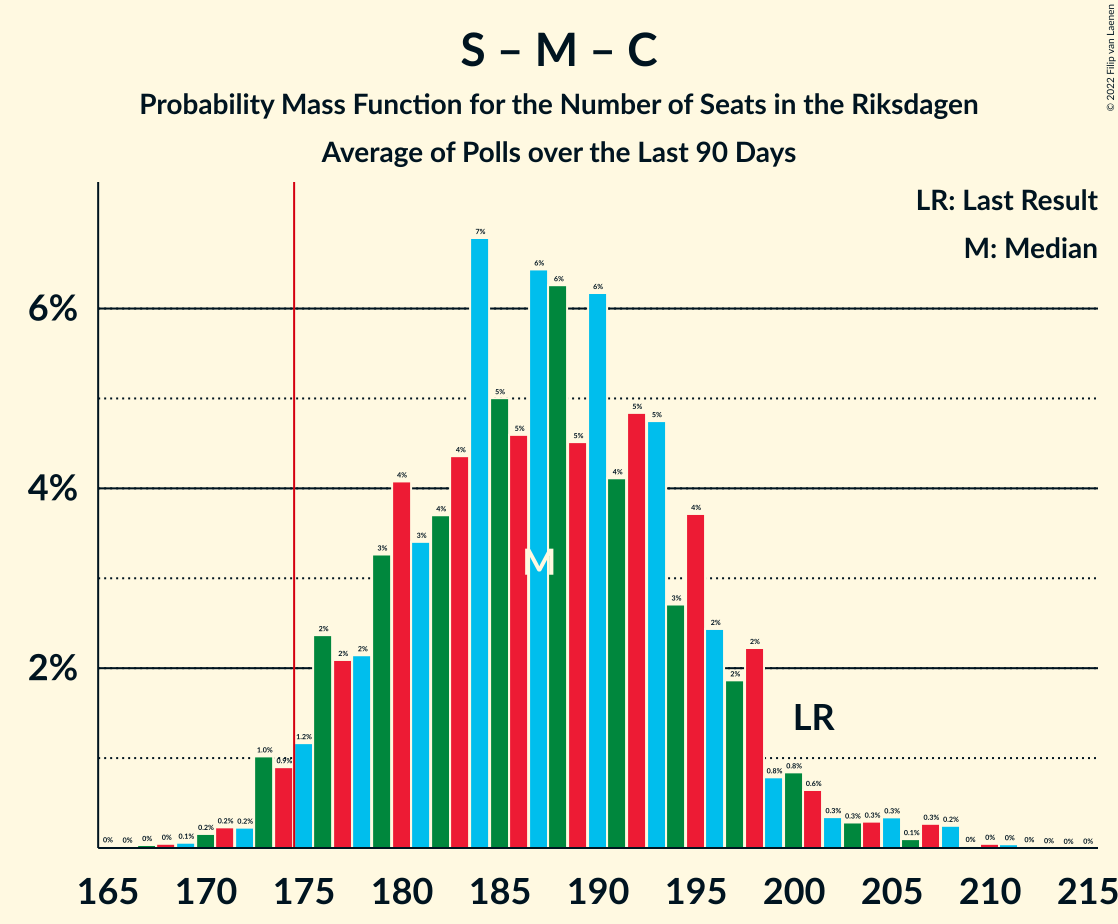 S – M – C
Probability Mass Function for the Number of Seats in the Riksdagen
Average of Polls over the Last 90 Days
© 2022 Filip van Laenen
LR: Last Result
M: Median
6%
4%
2%
0% 0% 0% 0% 0.1% 0.2% 0.2% 0.2% 1.0% 0.9% 1.2% 2% 2% 2% 3% 4% 3% 4% 4% 7% 5% 5% 6% 6% 5% 6% 4% 5% 5% 3% 4% 2% 2% 2% 0.8% 0.8% 0.6% 0.3% 0.3% 0.3% 0.3% 0.1% 0.3% 0.2% 0% 0% 0% 0% 0% 0% 0%
M
LR
165 170 175 180 185 190 195 200 205 210 215